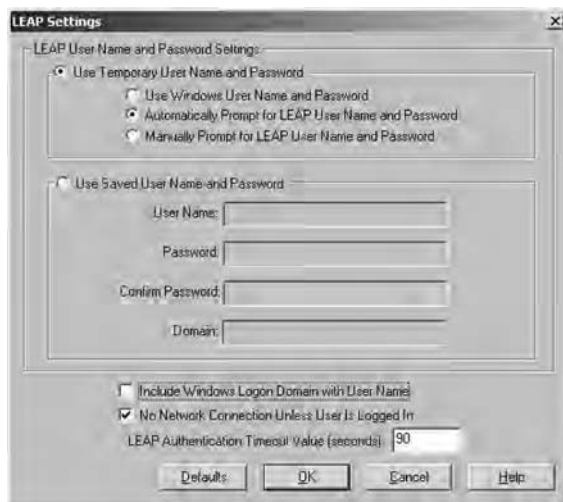 LEAP Settings
LEAP User Name and Password Settings
Use Temporary User Name and Password
Use Windows User Name and Password
Automatically Prompt for LEAP User Name and Password
Manually Prompt for LEAP User Name and Password
Use Saved User Name and Password
User Name:
Password:
Confirm Password:
Domain:
Include Windows Logon Domain with User Name
No Network Connection Unless User Is Logged In
LEAP Authentication Timeout Value (seconds) 90
Defaults OK Cancel Help